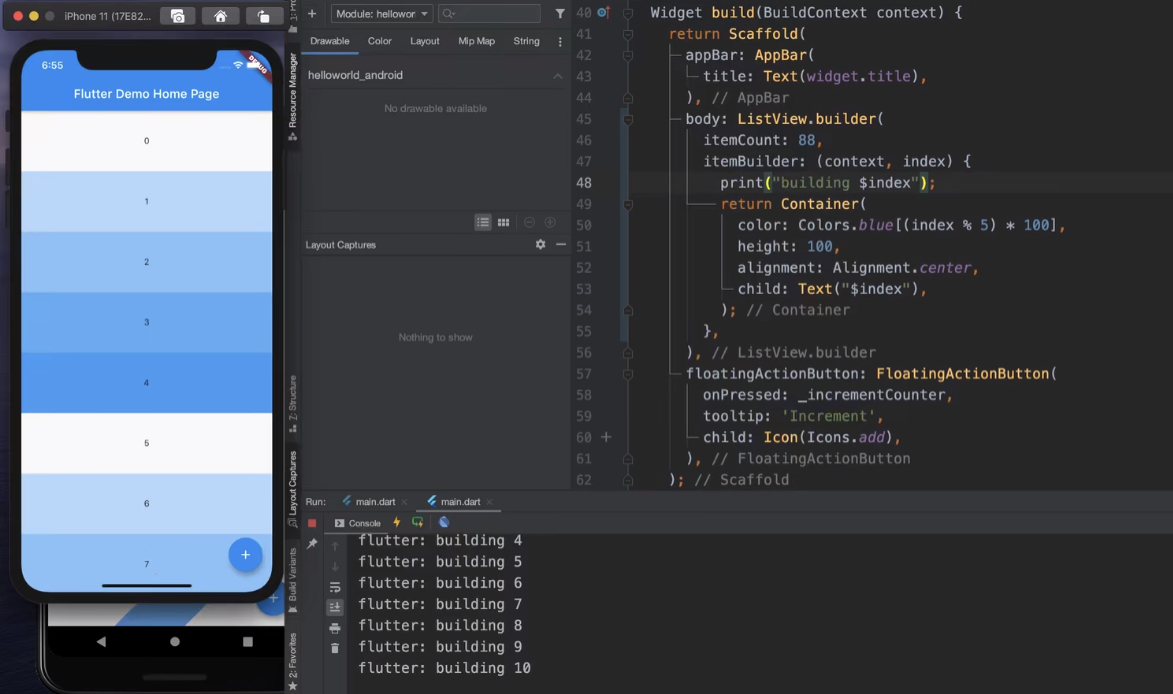 iPhone 11 (17E82...
6:55
DEBUG
Flutter Demo Home Page
0
1
2
3
4
5
6
7
+
+
Resource Manager
Z: Structure
Layout Captures
Build Variants
2: Favorites
Module: hellowor
Drawable Color Layout Mip Map String
helloworld_android
No drawable available
Layout Captures
Nothing to show
40 Widget build(BuildContext context) {
41 return Scaffold(
42 appBar: AppBar(
43 title: Text(widget.title),
44 ), // AppBar
45 body: ListView.builder(
46 itemCount: 88,
47 itemBuilder: (context, index) {
48 print("building $index");
49 return Container(
50 color: Colors.blue[(index % 5) * 100],
51 height: 100,
52 alignment: Alignment.center,
53 child: Text("$index"),
54 ); // Container
55 },
56 ), // ListView.builder
57 floatingActionButton: FloatingActionButton(
58 onPressed: _incrementCounter,
59 tooltip: 'Increment',
60 child: Icon(Icons.add),
61 ), // FloatingActionButton
62 ); // Scaffold
Run: main.dart × main.dart ×
Console
flutter: building 4
flutter: building 5
flutter: building 6
flutter: building 7
flutter: building 8
flutter: building 9
flutter: building 10